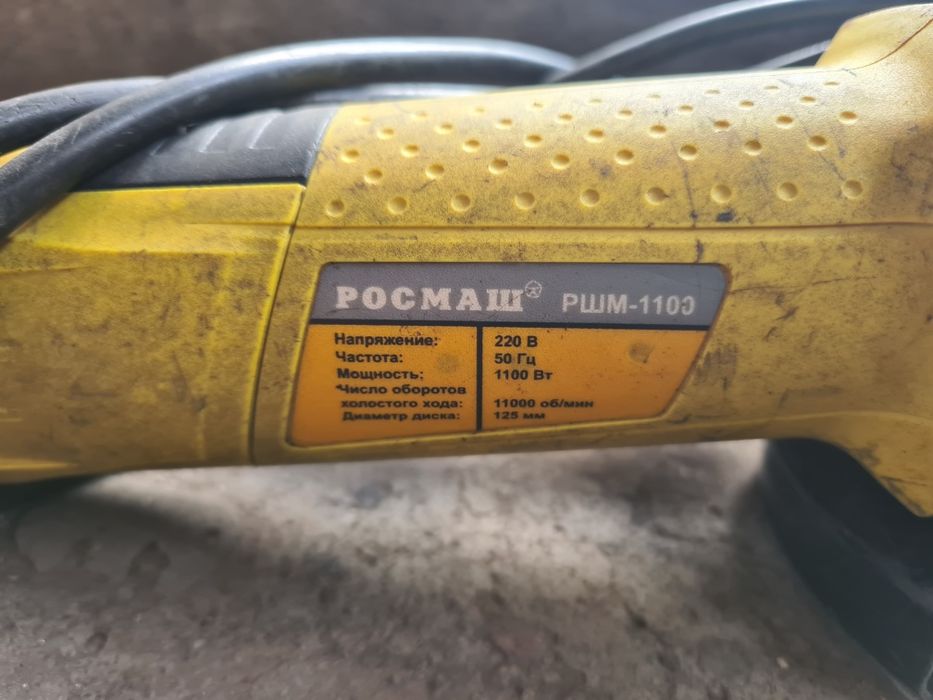 РОСМАШ РШМ-1100
Напряжение: 220 В
Частота: 50 Гц
Мощность: 1100 Вт
Число оборотов
холостого хода: 11000 об/мин
Диаметр диска: 125 мм